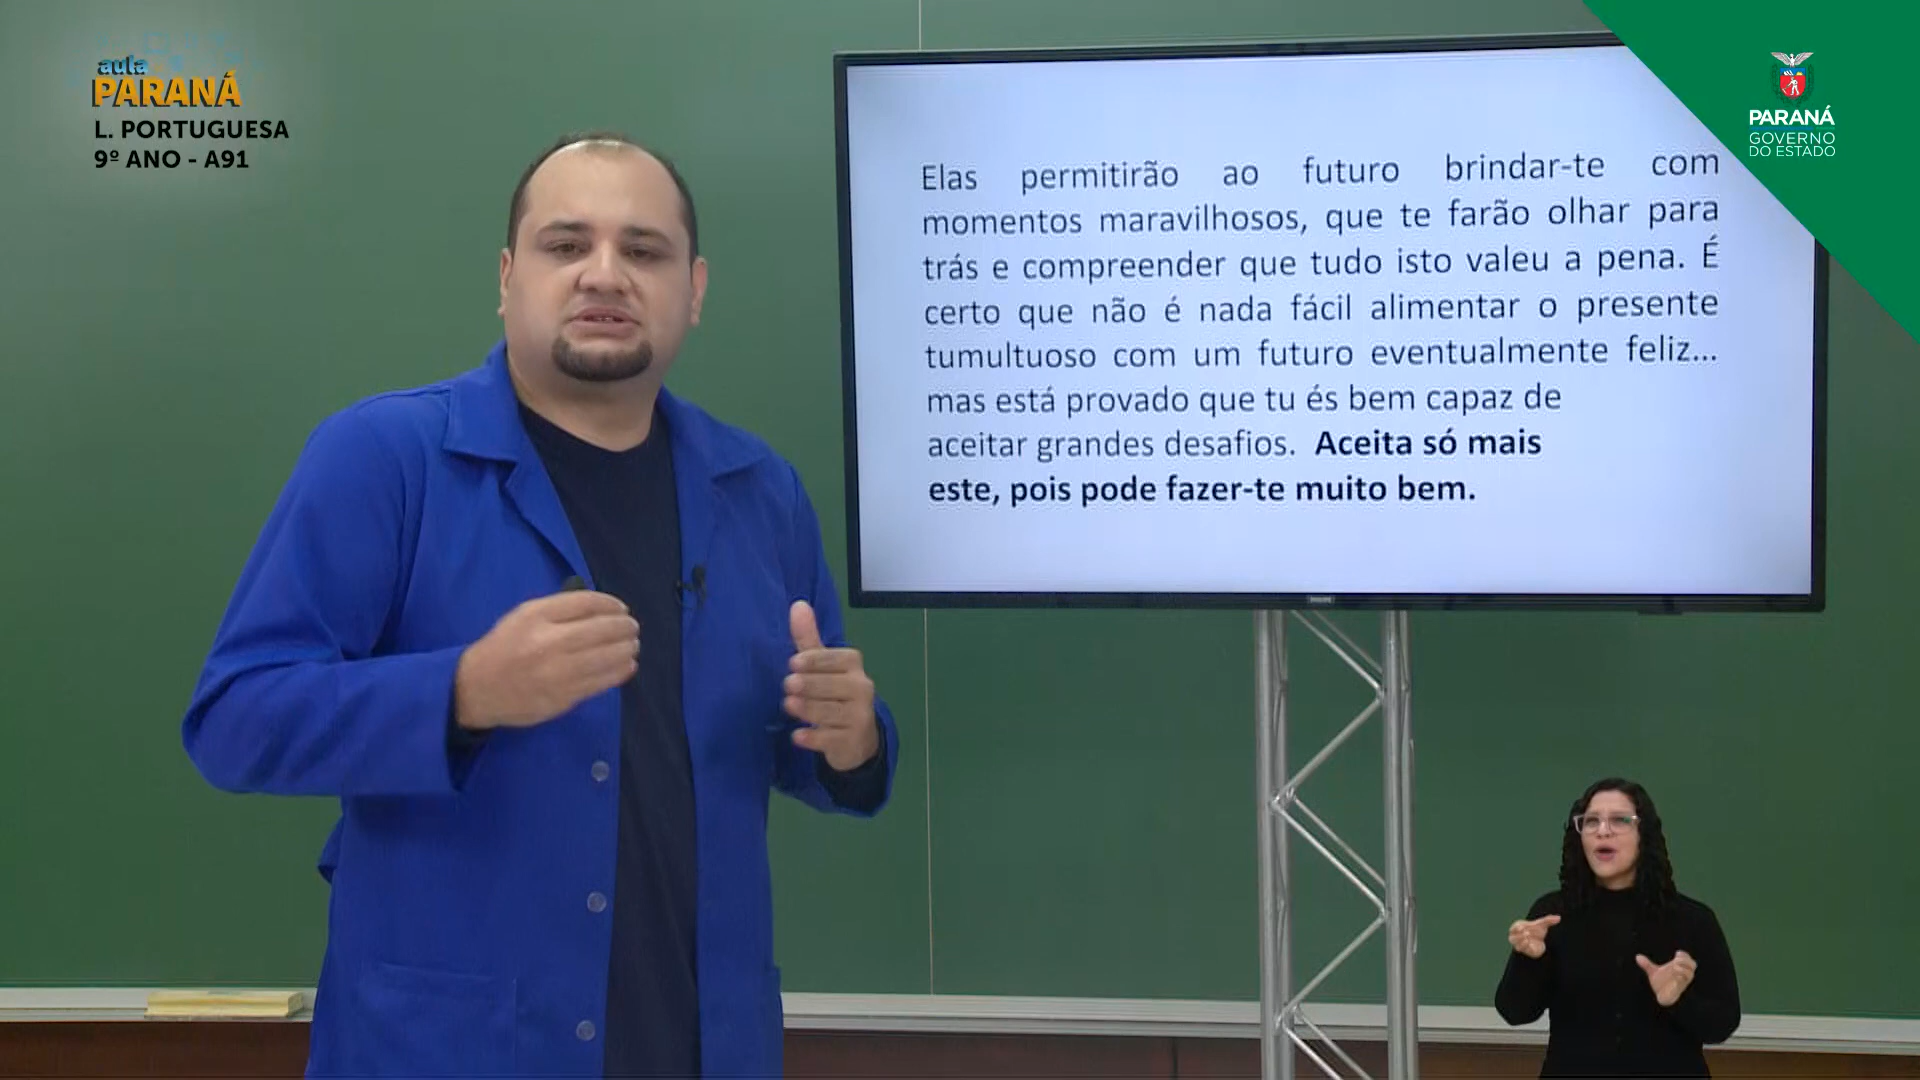 aula
PARANÁ
L. PORTUGUESA
9º ANO - A91
Elas permitirão ao futuro brindar-te com
momentos maravilhosos, que te farão olhar para
trás e compreender que tudo isto valeu a pena. É
certo que não é nada fácil alimentar o presente
tumultuoso com um futuro eventualmente feliz...
mas está provado que tu és bem capaz de
aceitar grandes desafios. Aceita só mais
este, pois pode fazer-te muito bem.
PARANÁ
GOVERNO
DO ESTADO